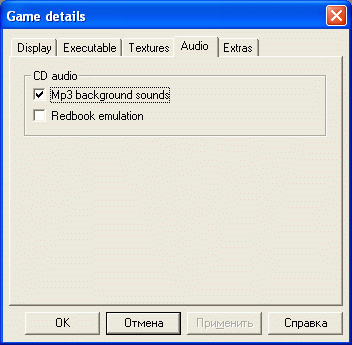 Game details
Display Executable Textures Audio Extras
CD audio
Mp3 background sounds
Redbook emulation
OK Отмена Применить Справка